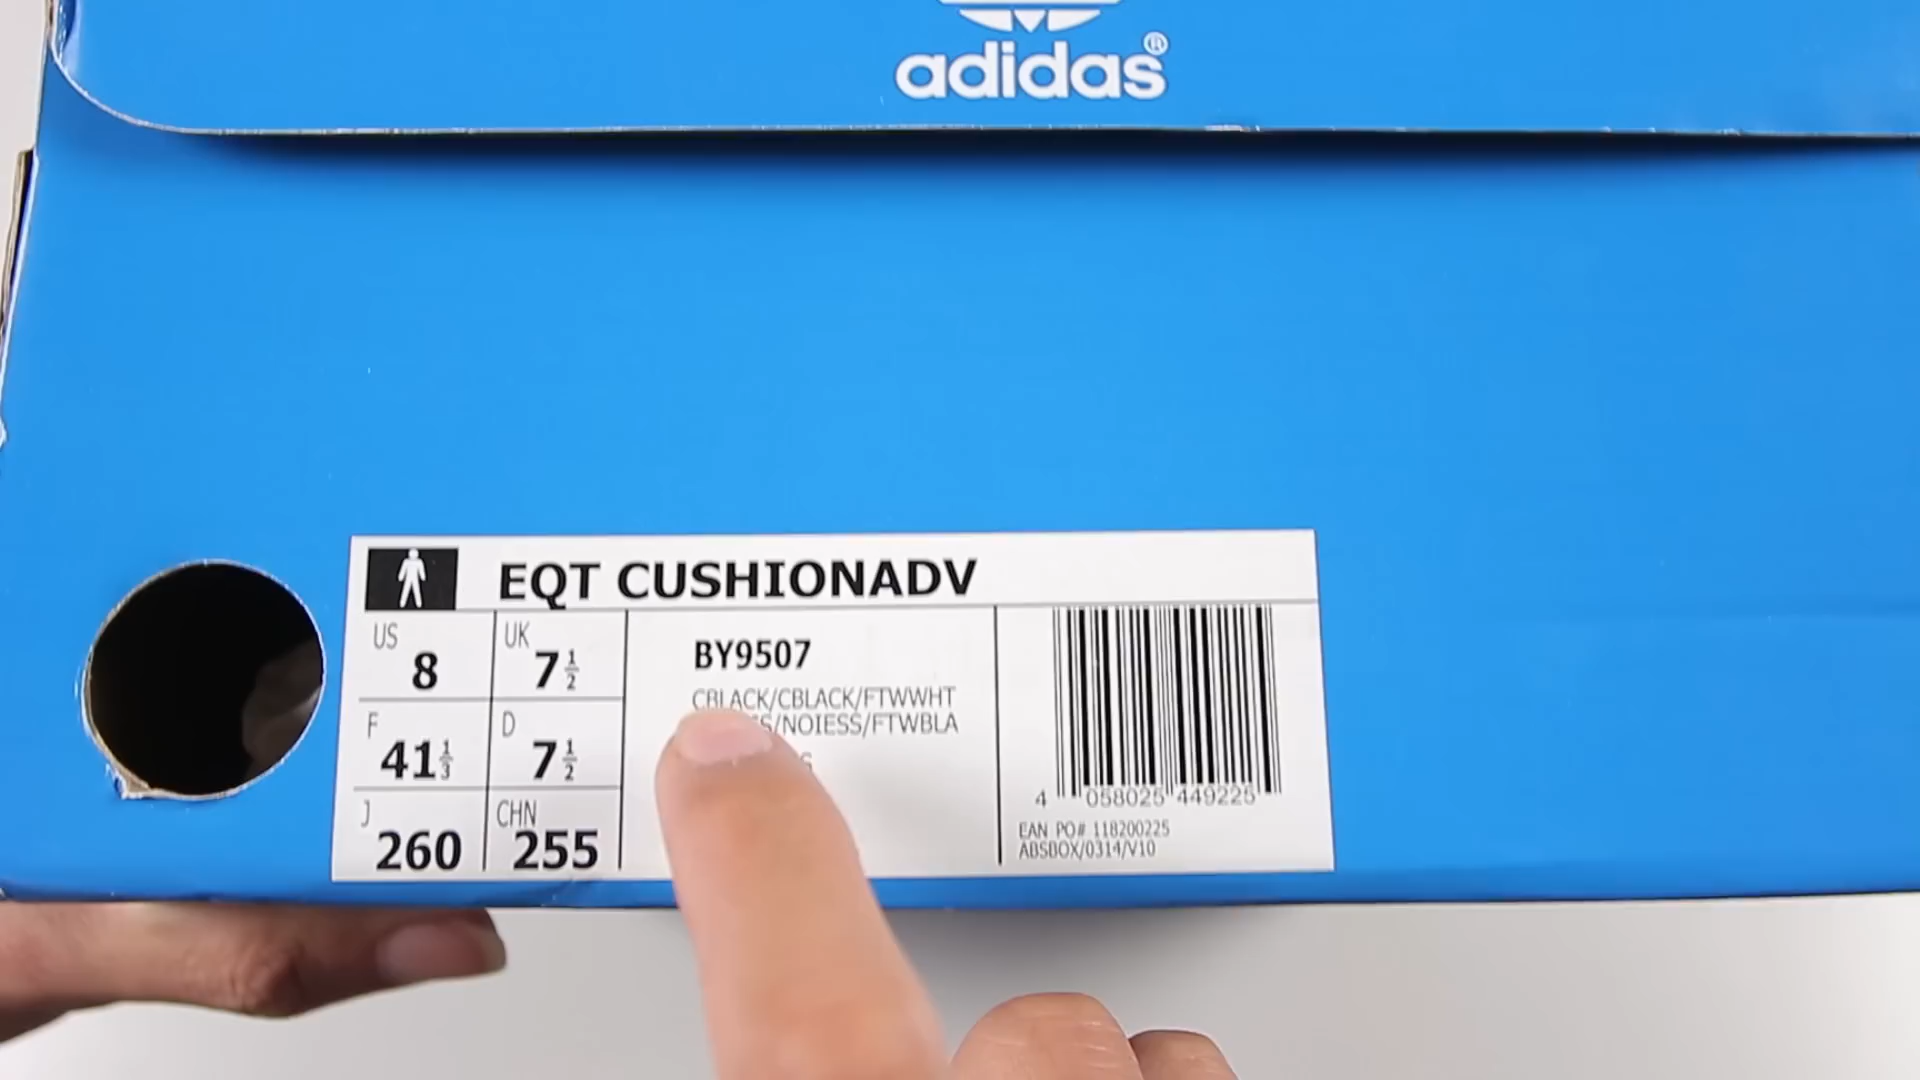 adidas®
EQT CUSHIONADV
US
8
UK
7 1/2
F
41 1/3
D
7 1/2
J
260
CHN
255
BY9507
CBLACK/CBLACK/FTWWHT
/NOIESS/FTWBLA
4 058025 449225
EAN PO# 118200225
ABSBOX/0314/V10